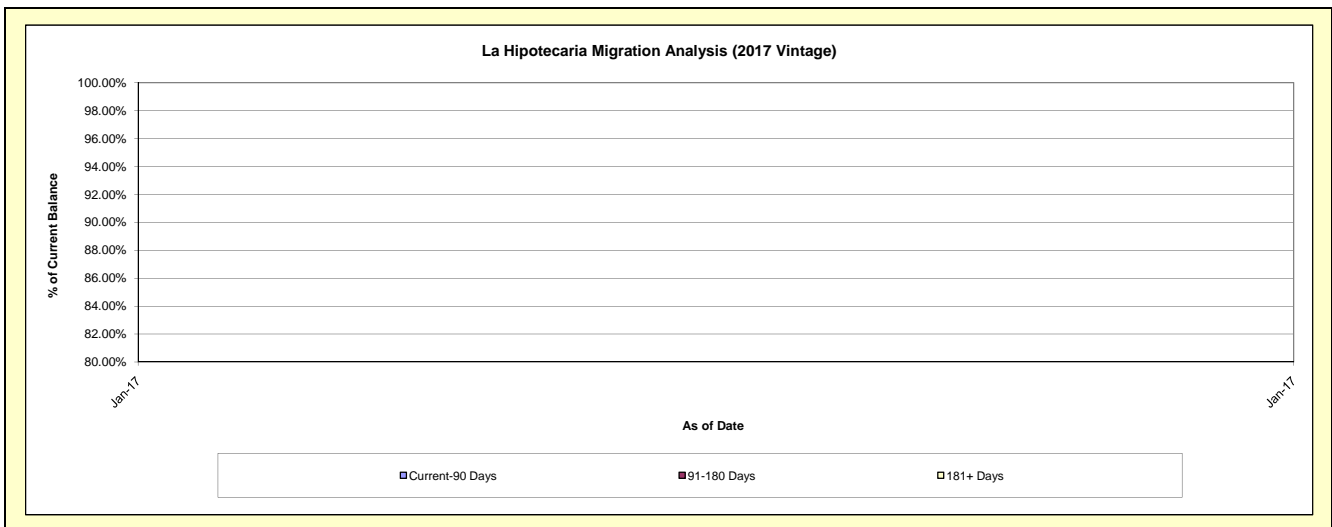 La Hipotecaria Migration Analysis (2017 Vintage)
100.00%
98.00%
96.00%
94.00%
92.00%
90.00%
88.00%
86.00%
84.00%
82.00%
80.00%
% of Current Balance
Jan-17 Jan-17
As of Date
Current-90 Days 91-180 Days 181+ Days